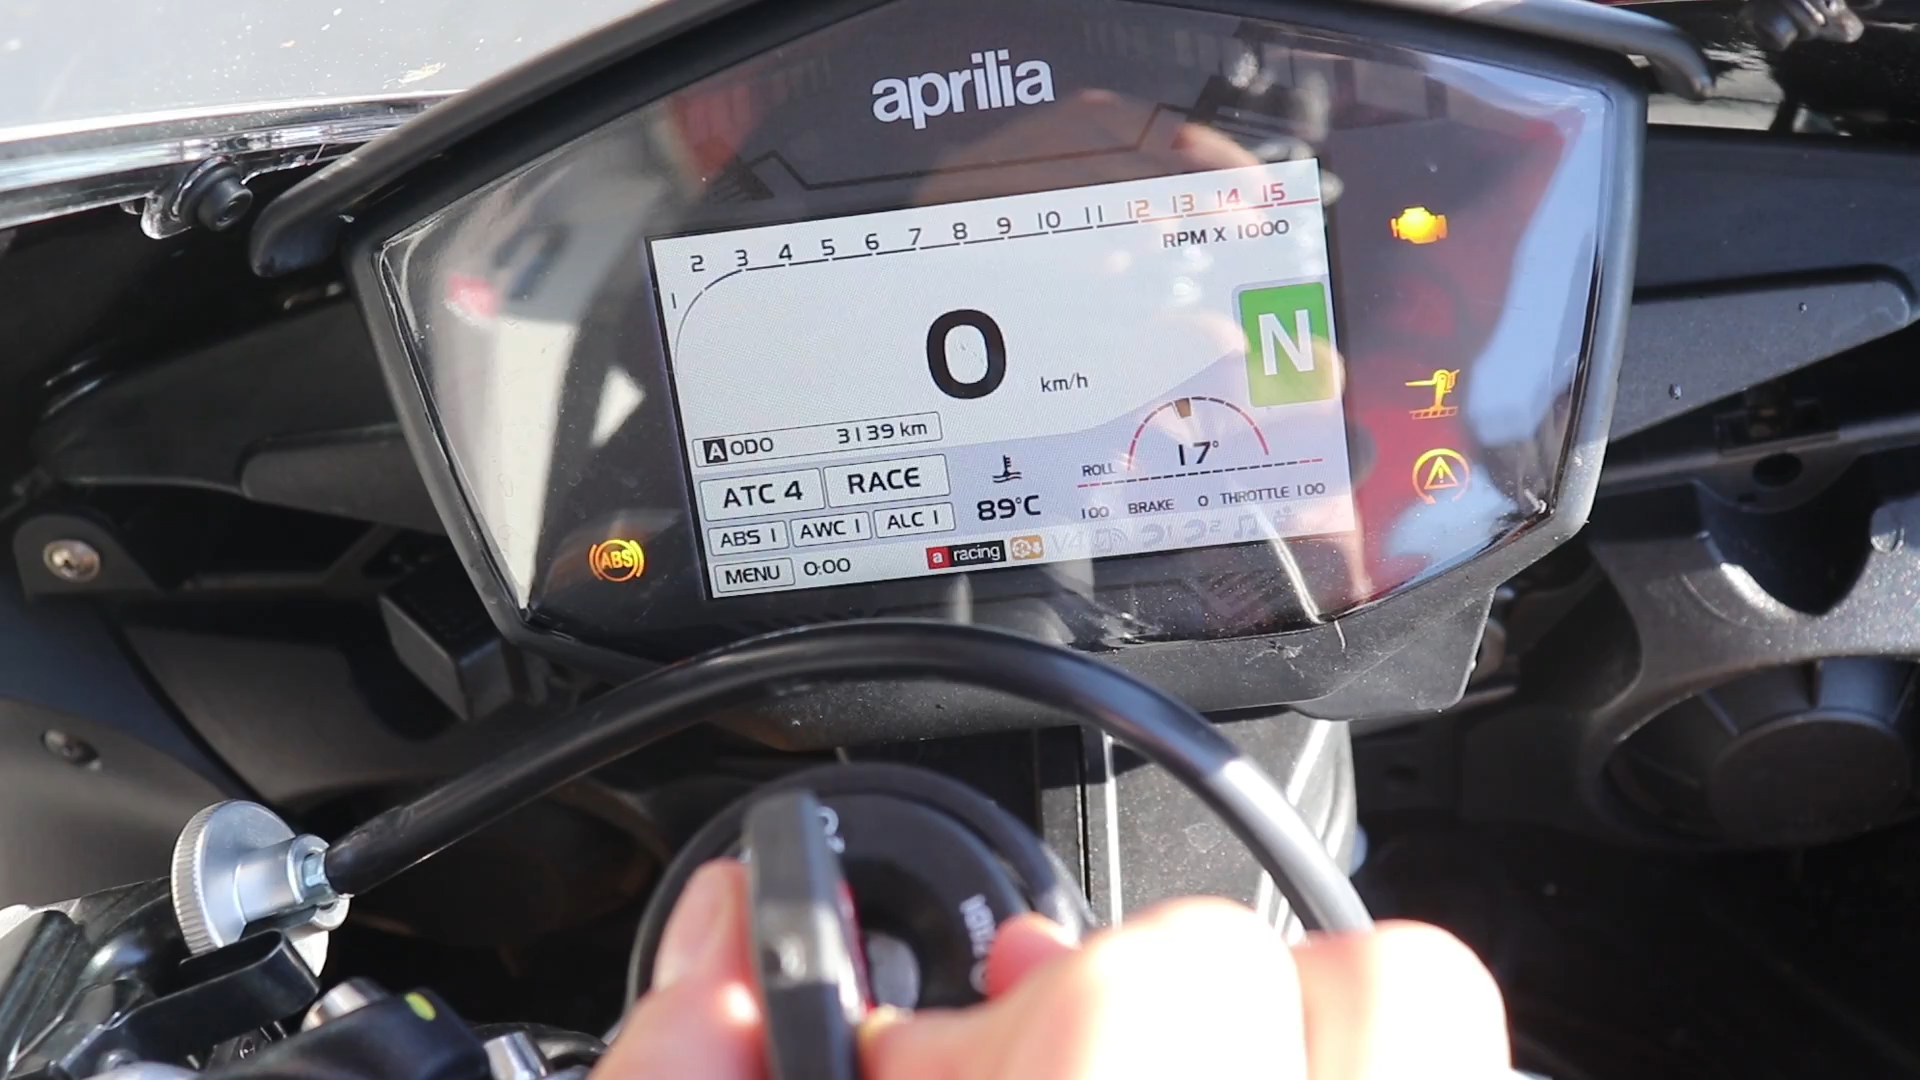 aprilia
1 2 3 4 5 6 7 8 9 10 11 12 13 14 15
RPM X 1000
0 km/h
N
A ODO 3139 km
ATC 4 RACE
ABS 1 AWC 1 ALC 1
MENU 0:00
89°C
ROLL 17°
100 BRAKE 0 THROTTLE 100
a racing
ABS